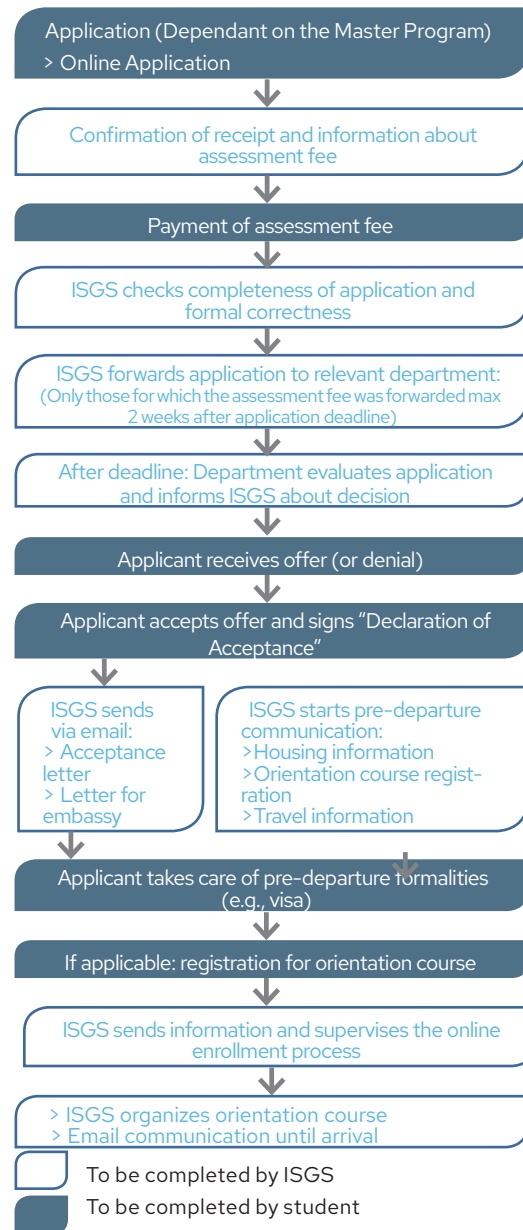 Application (Dependant on the Master Program)
> Online Application
Confirmation of receipt and information about
assessment fee
Payment of assessment fee
ISGS checks completeness of application and
formal correctness
ISGS forwards application to relevant department:
(Only those for which the assessment fee was forwarded max
2 weeks after application deadline)
After deadline: Department evaluates application
and informs ISGS about decision
Applicant receives offer (or denial)
Applicant accepts offer and signs “Declaration of
Acceptance”
ISGS sends
via email:
> Acceptance
letter
> Letter for
embassy
ISGS starts pre-departure
communication:
>Housing information
>Orientation course regist-
ration
>Travel information
Applicant takes care of pre-departure formalities
(e.g., visa)
If applicable: registration for orientation course
ISGS sends information and supervises the online
enrollment process
> ISGS organizes orientation course
> Email communication until arrival
To be completed by ISGS
To be completed by student